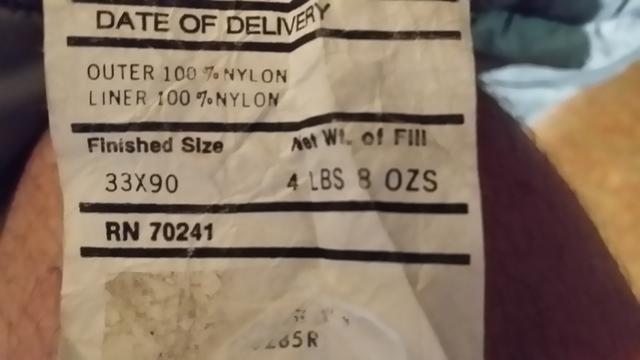 DATE OF DELIVERY
OUTER 100 % NYLON
LINER 100 % NYLON
Finished Size Net Wt. of Fill
33X90 4 LBS 8 OZS
RN 70241
265R